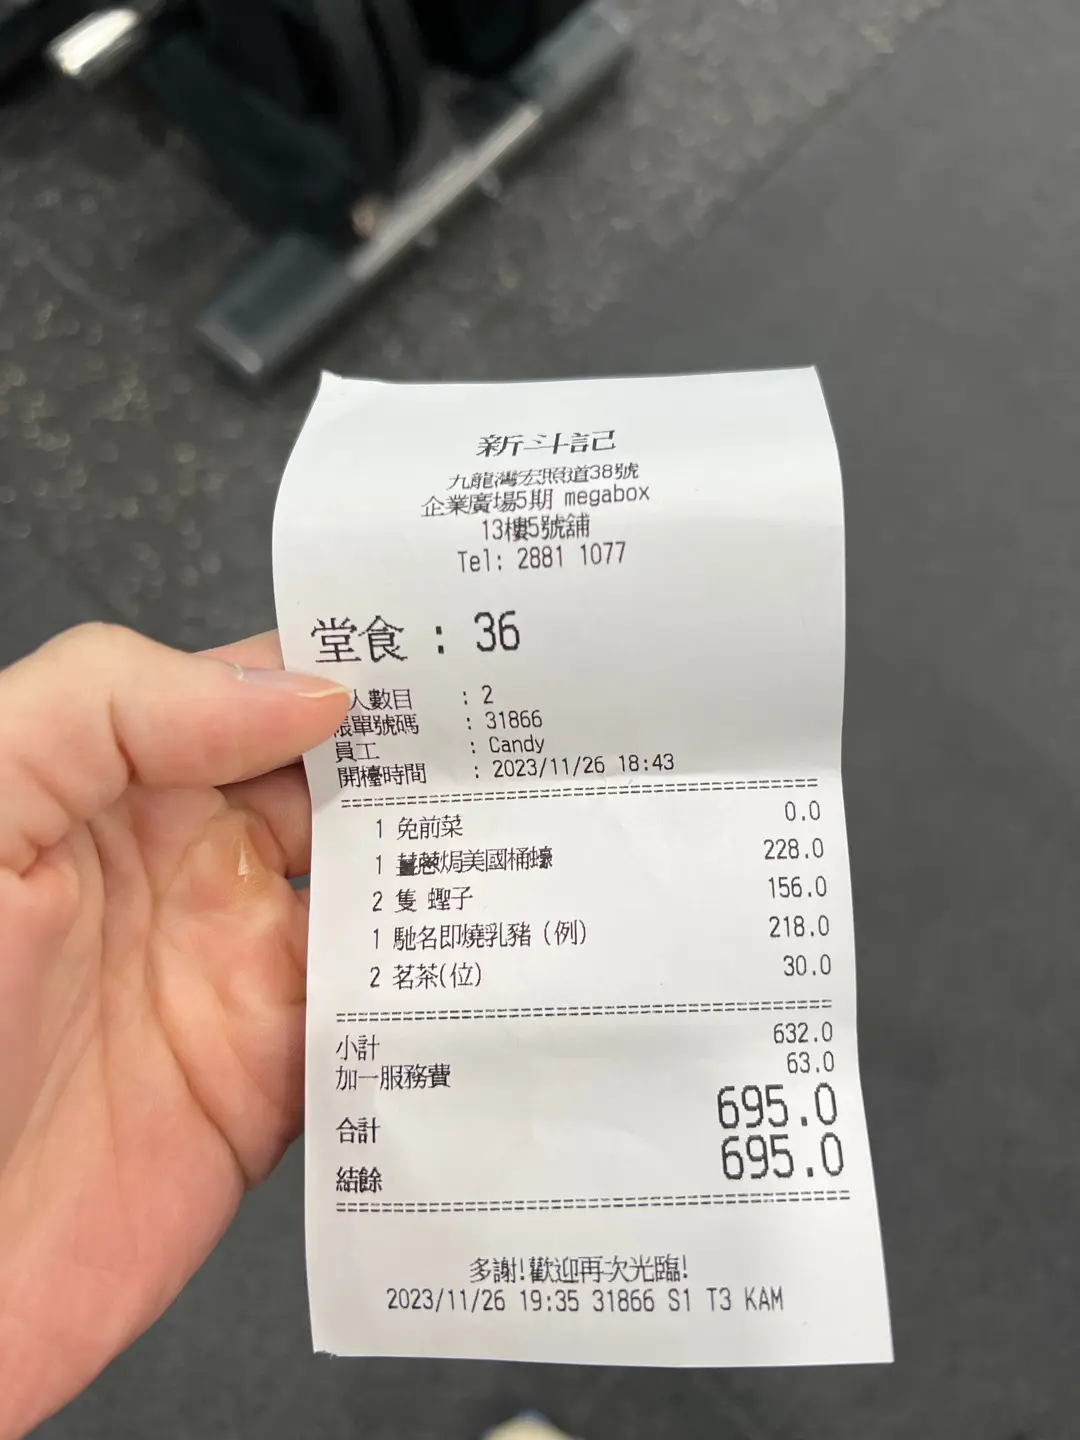 新斗記
九龍灣宏照道38號
企業廣場5期 megabox
13樓5號舖
Tel: 2881 1077
堂食 : 36
人數目 : 2
帳單號碼 : 31866
員工 : Candy
開檯時間 : 2023/11/26 18:43
1 免前菜 0.0
1 薑蔥焗美國桶蠔 228.0
2 隻 蟶子 156.0
1 馳名即燒乳豬(例) 218.0
2 茗茶(位) 30.0
小計 632.0
加一服務費 63.0
合計 695.0
結餘 695.0
多謝!歡迎再次光臨!
2023/11/26 19:35 31866 S1 T3 KAM